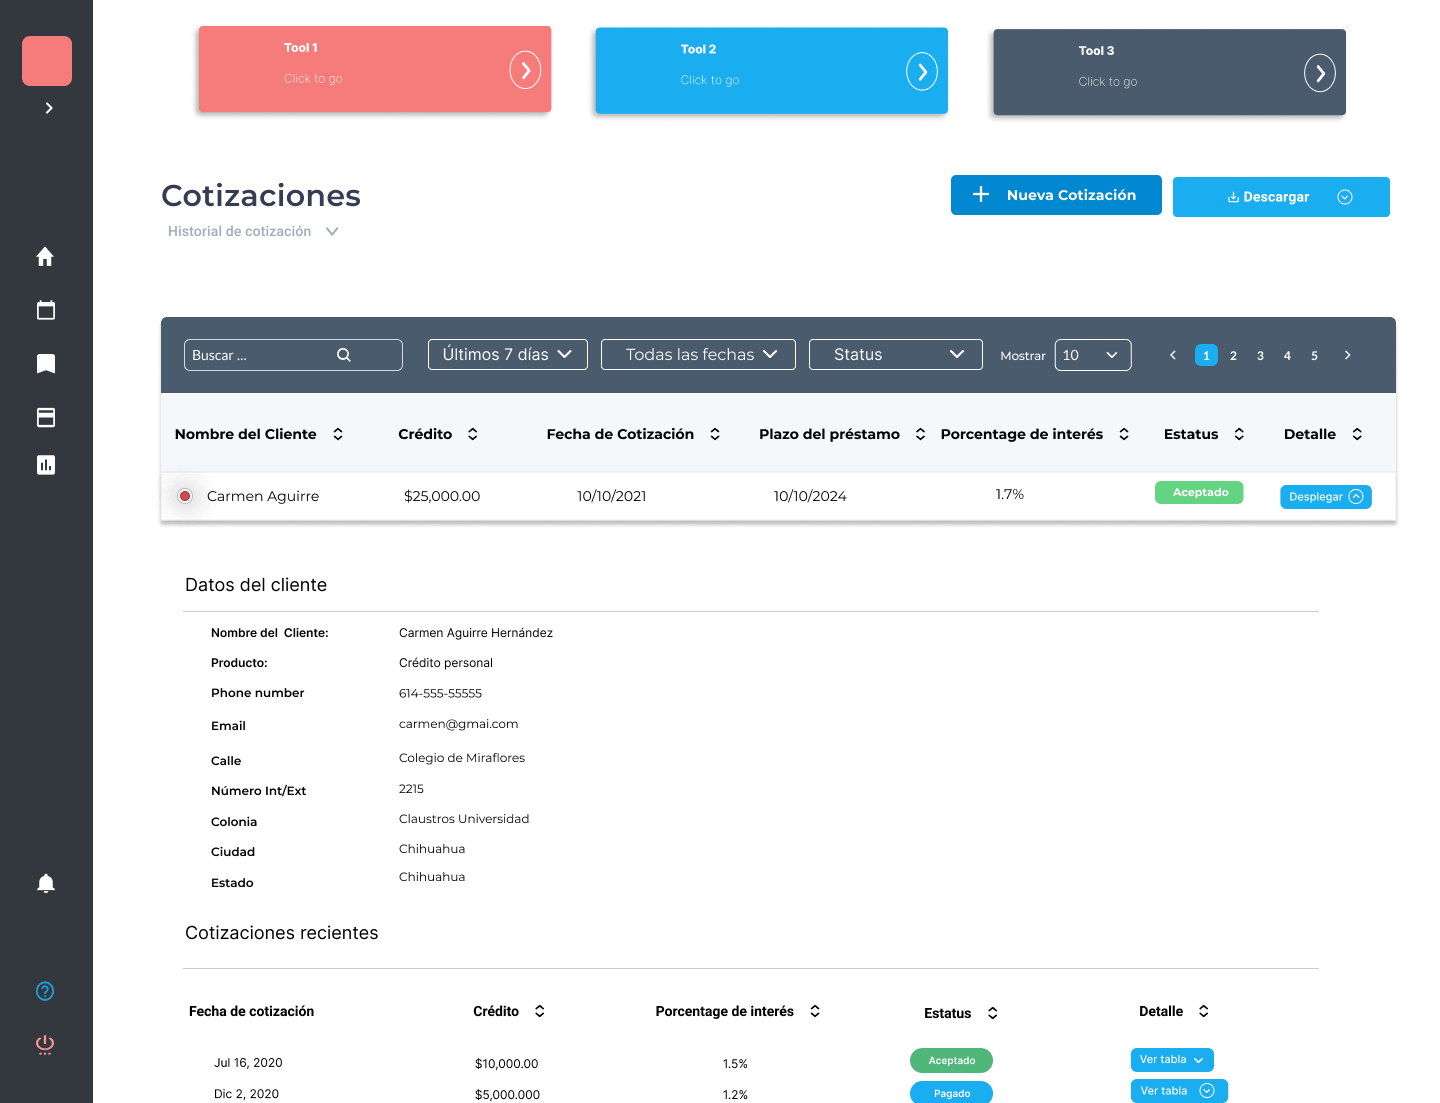 Tool 1
Click to go
Tool 2
Click to go
Tool 3
Click to go
Cotizaciones
Historial de cotización
Nueva Cotización
Descargar
Buscar ...
Últimos 7 días
Todas las fechas
Status
Mostrar
10
1 2 3 4 5
Nombre del Cliente Crédito Fecha de Cotización Plazo del préstamo Porcentage de interés Estatus Detalle
Carmen Aguirre $25,000.00 10/10/2021 10/10/2024 1.7% Aceptado Desplegar
Datos del cliente
Nombre del Cliente: Carmen Aguirre Hernández
Producto: Crédito personal
Phone number 614-555-55555
Email carmen@gmai.com
Calle Colegio de Miraflores
Número Int/Ext 2215
Colonia Claustros Universidad
Ciudad Chihuahua
Estado Chihuahua
Cotizaciones recientes
Fecha de cotización Crédito Porcentage de interés Estatus Detalle
Jul 16, 2020 $10,000.00 1.5% Aceptado Ver tabla
Dic 2, 2020 $5,000.000 1.2% Pagado Ver tabla